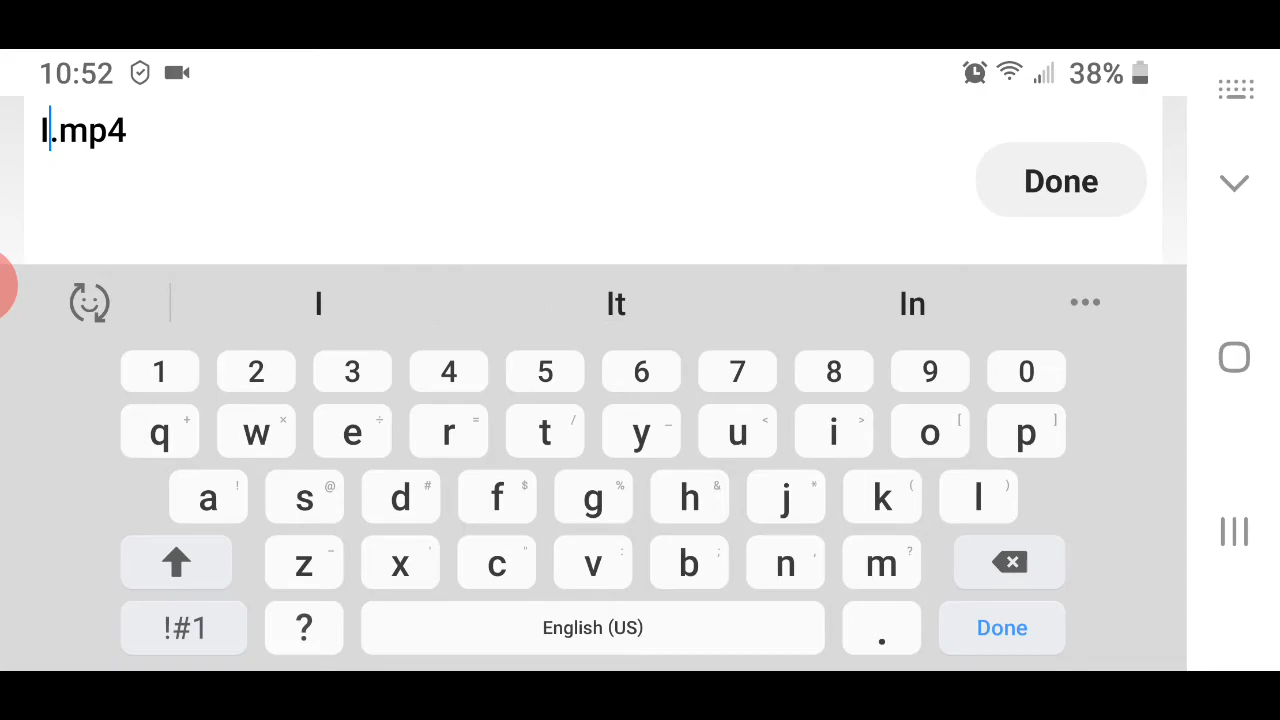 10:52 38%
I.mp4
Done
I It In
1 2 3 4 5 6 7 8 9 0
q + w × e ÷ r = t / y _ u < i > o [ p ]
a ! s @ d # f $ g % h & j * k ( l )
z - x ' c " v : b ; n , m ?
!#1 ? English (US) . Done